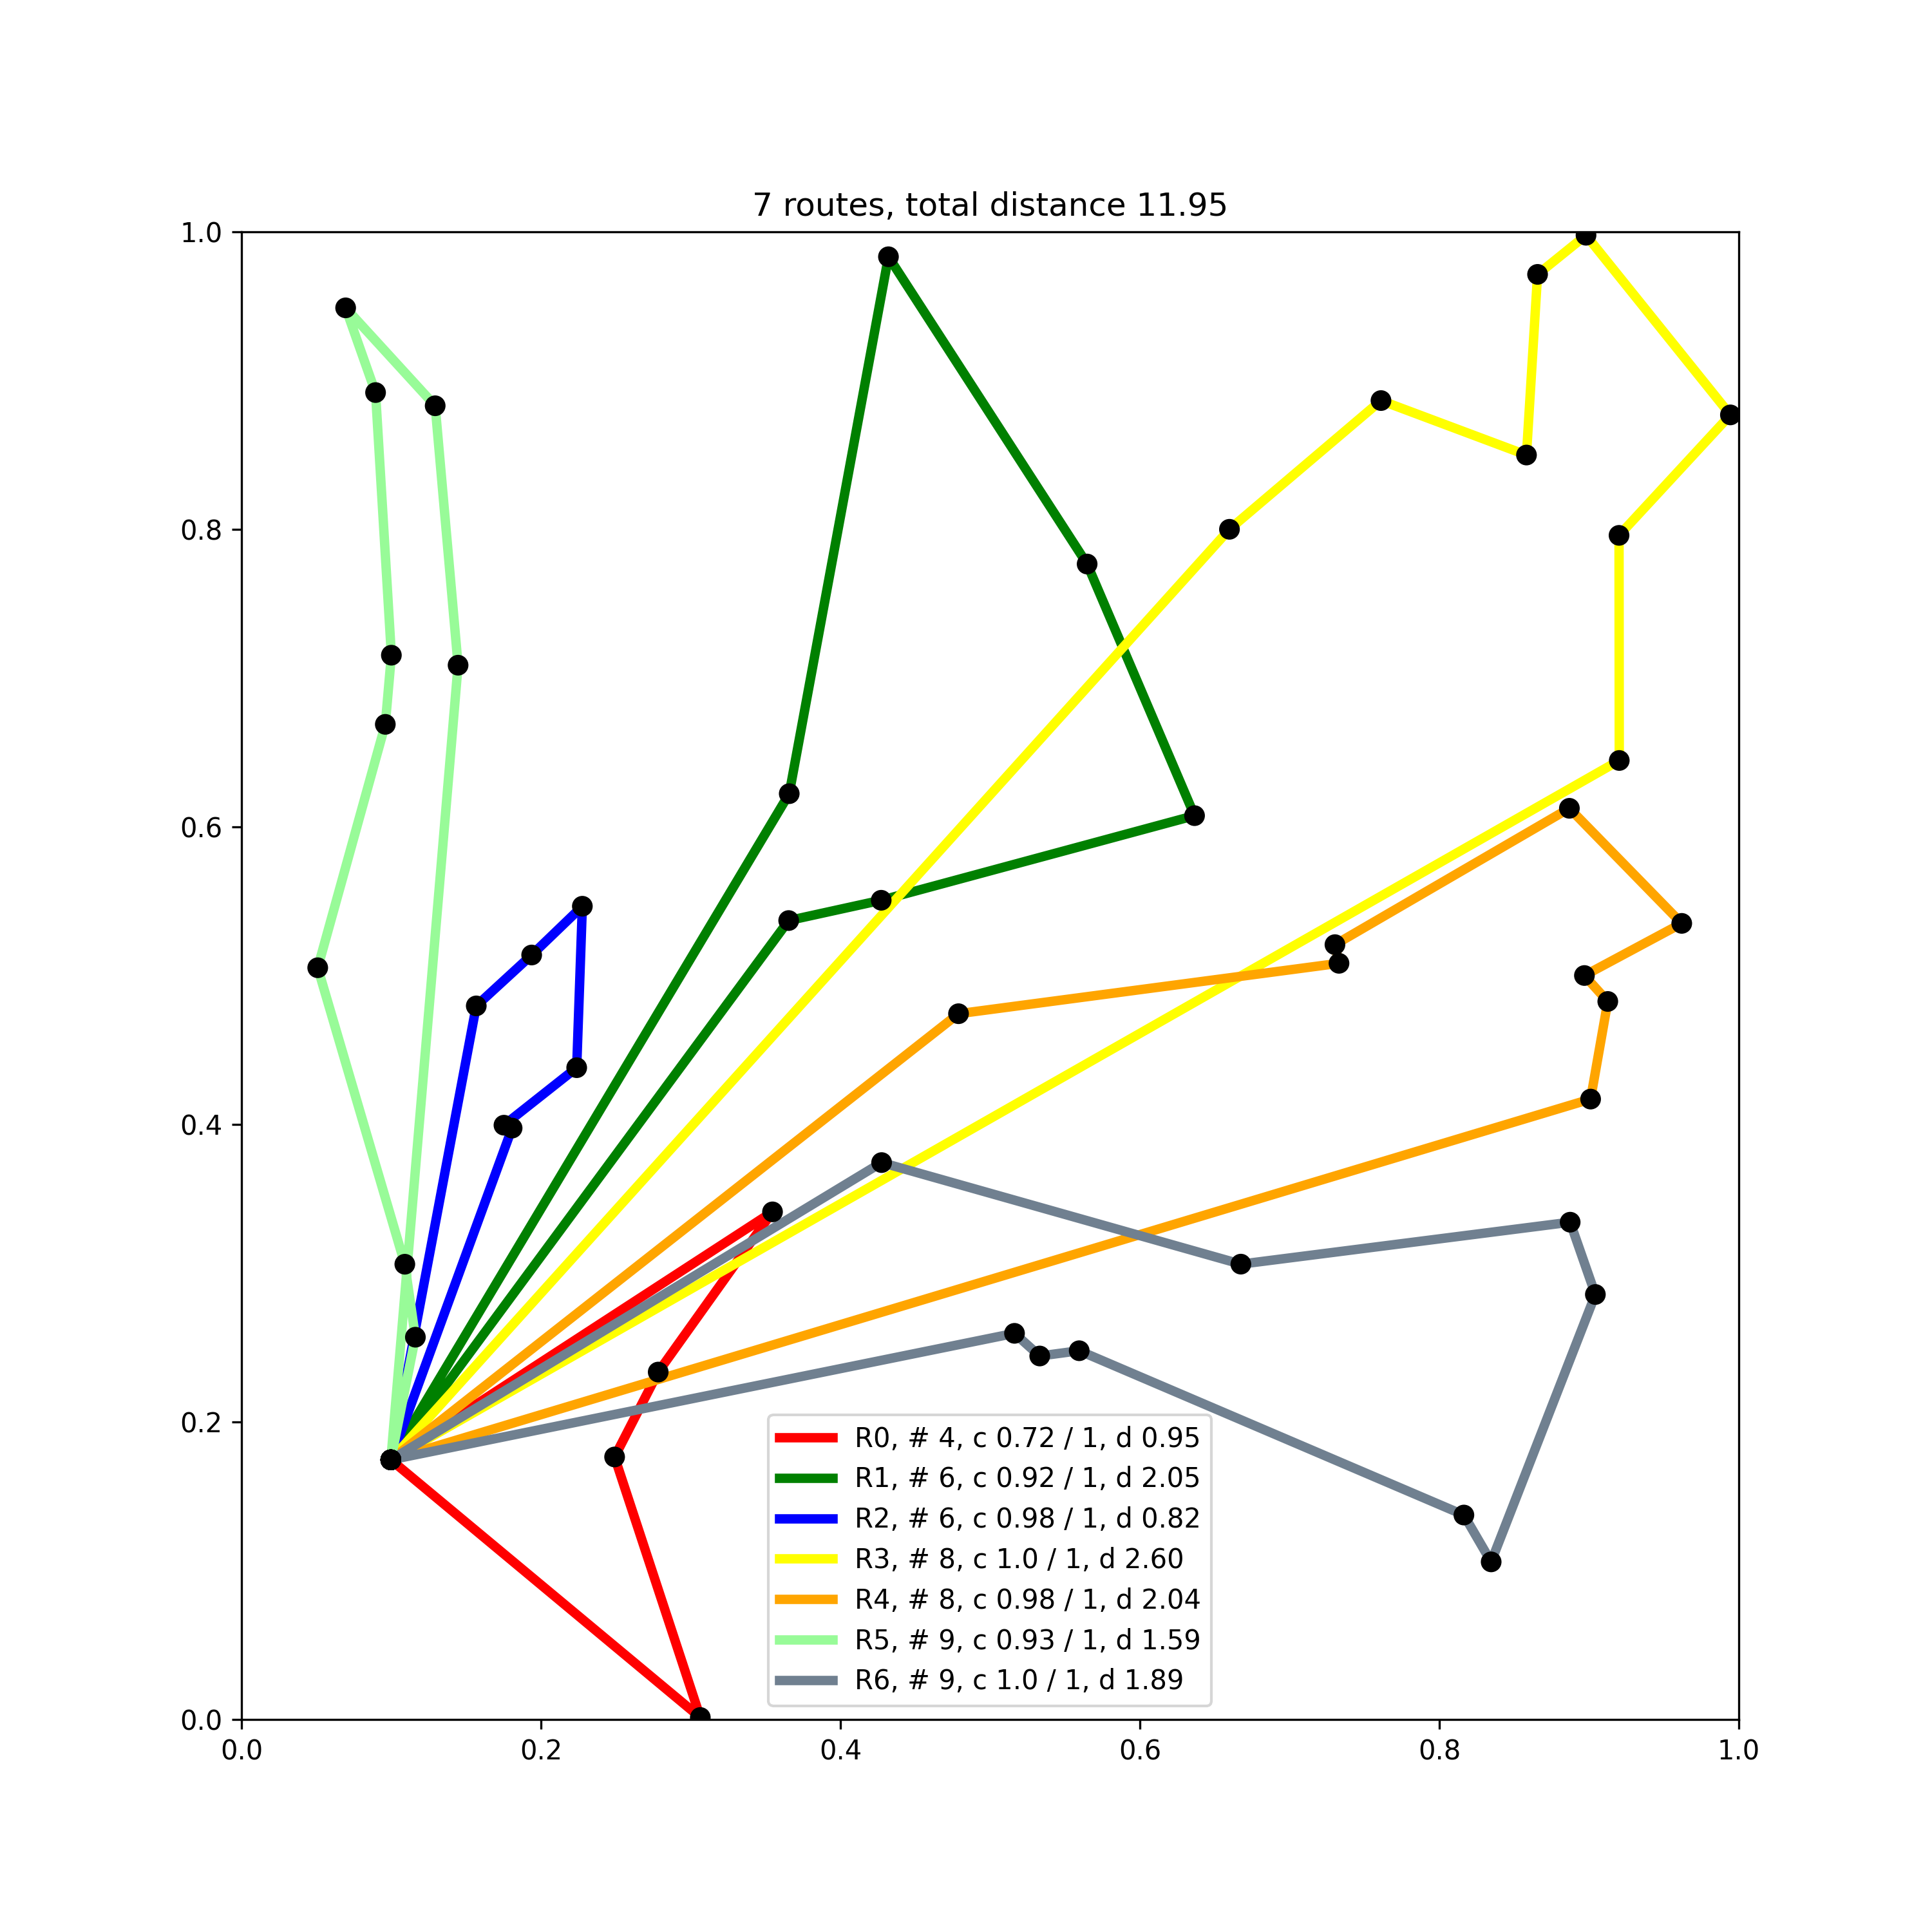 7 routes, total distance 11.95
1.0
0.8
0.6
0.4
0.2
0.0
R0, # 4, c 0.72 / 1, d 0.95
R1, # 6, c 0.92 / 1, d 2.05
R2, # 6, c 0.98 / 1, d 0.82
R3, # 8, c 1.0 / 1, d 2.60
R4, # 8, c 0.98 / 1, d 2.04
R5, # 9, c 0.93 / 1, d 1.59
R6, # 9, c 1.0 / 1, d 1.89
0.0 0.2 0.4 0.6 0.8 1.0